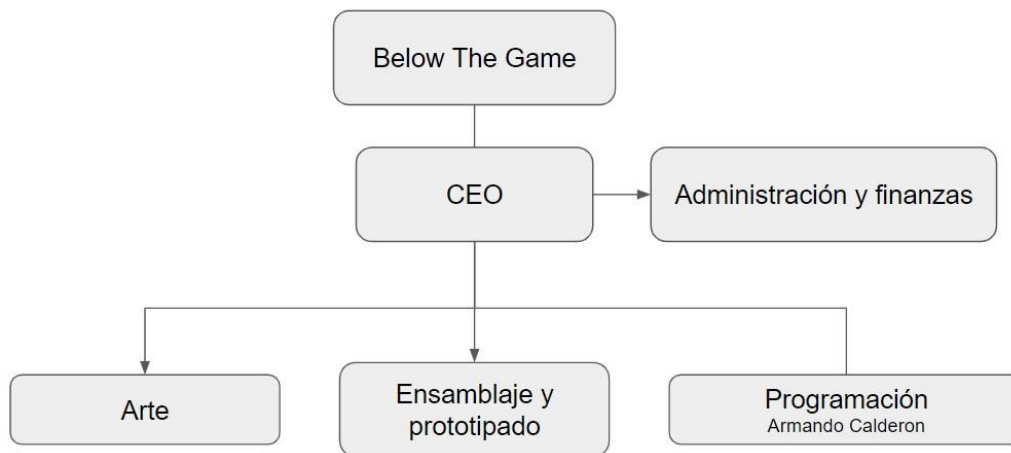 Below The Game
CEO
Administración y finanzas
Arte
Ensamblaje y
prototipado
Programación
Armando Calderon